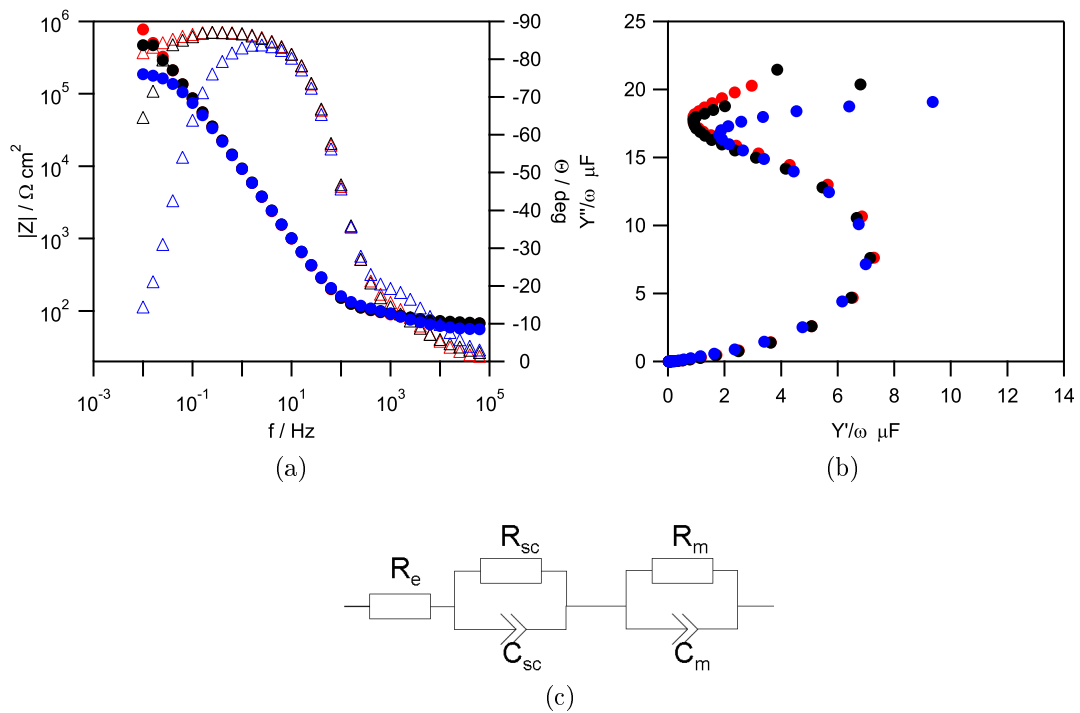 10^6
10^5
10^4
10^3
10^2
|Z| / Ω cm^2
-90
-80
-70
-60
-50
-40
-30
-20
-10
0
Θ / deg
10^-3
10^-1
10^1
10^3
10^5
f / Hz
(a)
25
20
15
10
5
0
Y''/ω μF
0
2
4
6
8
10
12
14
Y'/ω μF
(b)
R_e
R_sc
C_sc
R_m
C_m
(c)